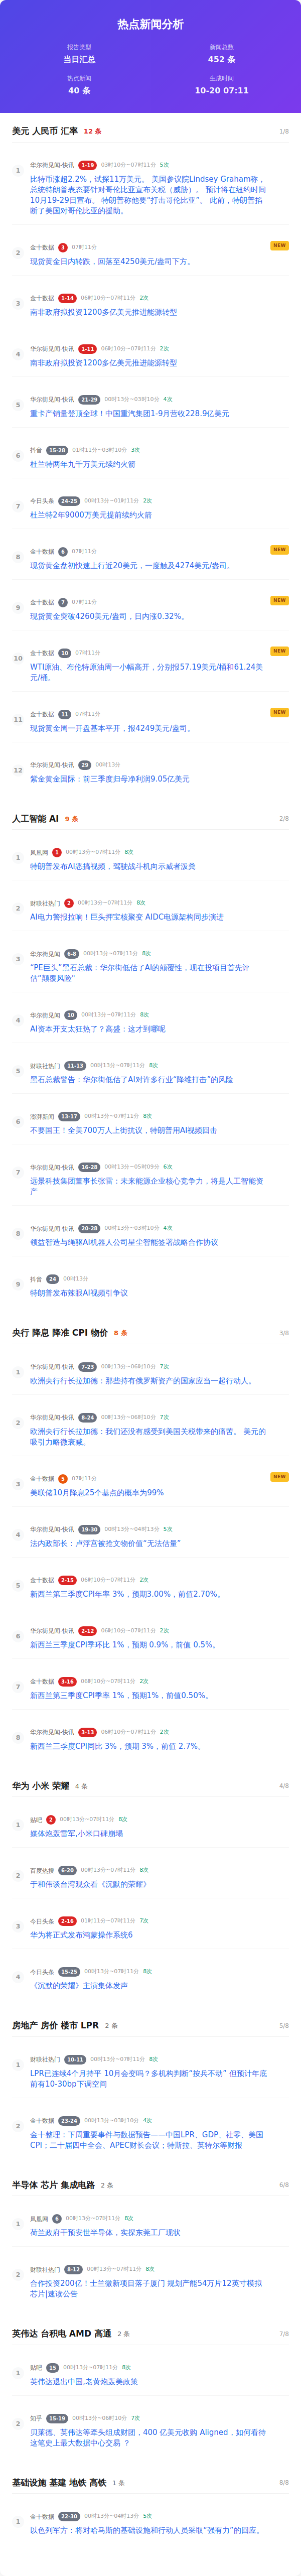 热点新闻分析
报告类型
当日汇总
新闻总数
452 条
热点新闻
40 条
生成时间
10-20 07:11
美元 人民币 汇率 12 条 1/8
1
华尔街见闻-快讯 1-19 03时10分~07时11分 5次
比特币涨超2.2%，试探11万美元。 美国参议院Lindsey Graham称，
总统特朗普表态要针对哥伦比亚宣布关税（威胁）。 预计将在纽约时间
10月19-29日宣布。 特朗普称他要“打击哥伦比亚”。 此前，特朗普掐
断了美国对哥伦比亚的援助。
2
金十数据 3 07时11分 NEW
现货黄金日内转跌，回落至4250美元/盎司下方。
3
金十数据 1-14 06时10分~07时11分 2次
南非政府拟投资1200多亿美元推进能源转型
4
华尔街见闻-快讯 1-11 06时10分~07时11分 2次
南非政府拟投资1200多亿美元推进能源转型
5
华尔街见闻-快讯 21-29 00时13分~03时10分 4次
重卡产销量登顶全球！中国重汽集团1-9月营收228.9亿美元
6
抖音 15-28 01时11分~03时10分 3次
杜兰特两年九千万美元续约火箭
7
今日头条 24-25 00时13分~01时11分 2次
杜兰特2年9000万美元提前续约火箭
8
金十数据 6 07时11分 NEW
现货黄金盘初快速上行近20美元，一度触及4274美元/盎司。
9
金十数据 7 07时11分 NEW
现货黄金突破4260美元/盎司，日内涨0.32%。
10
金十数据 10 07时11分 NEW
WTI原油、布伦特原油周一小幅高开，分别报57.19美元/桶和61.24美
元/桶。
11
金十数据 11 07时11分 NEW
现货黄金周一开盘基本平开，报4249美元/盎司。
12
华尔街见闻-快讯 29 00时13分
紫金黄金国际：前三季度归母净利润9.05亿美元
人工智能 AI 9 条 2/8
1
凤凰网 1 00时13分~07时11分 8次
特朗普发布AI恶搞视频，驾驶战斗机向示威者泼粪
2
财联社热门 2 00时13分~07时11分 8次
AI电力警报拉响！巨头押宝核聚变 AIDC电源架构同步演进
3
华尔街见闻 6-8 00时13分~07时11分 8次
“PE巨头”黑石总裁：华尔街低估了AI的颠覆性，现在投项目首先评
估“颠覆风险”
4
华尔街见闻 10 00时13分~07时11分 8次
AI资本开支太狂热了？高盛：这才到哪呢
5
财联社热门 11-13 00时13分~07时11分 8次
黑石总裁警告：华尔街低估了AI对许多行业“降维打击”的风险
6
澎湃新闻 13-17 00时13分~07时11分 8次
不要国王！全美700万人上街抗议，特朗普用AI视频回击
7
华尔街见闻-快讯 16-28 00时13分~05时09分 6次
远景科技集团董事长张雷：未来能源企业核心竞争力，将是人工智能资
产
8
华尔街见闻-快讯 20-28 00时13分~03时10分 4次
领益智造与绳驱AI机器人公司星尘智能签署战略合作协议
9
抖音 24 00时13分
特朗普发布辣眼AI视频引争议
央行 降息 降准 CPI 物价 8 条 3/8
1
华尔街见闻-快讯 7-23 00时13分~06时10分 7次
欧洲央行行长拉加德：那些持有俄罗斯资产的国家应当一起行动人。
2
华尔街见闻-快讯 8-24 00时13分~06时10分 7次
欧洲央行行长拉加德：我们还没有感受到美国关税带来的痛苦。 美元的
吸引力略微衰减。
3
金十数据 5 07时11分 NEW
美联储10月降息25个基点的概率为99%
4
华尔街见闻-快讯 19-30 00时13分~04时13分 5次
法内政部长：卢浮宫被抢文物价值“无法估量”
5
金十数据 2-15 06时10分~07时11分 2次
新西兰第三季度CPI年率 3%，预期3.00%，前值2.70%。
6
华尔街见闻-快讯 2-12 06时10分~07时11分 2次
新西兰三季度CPI季环比 1%，预期 0.9%，前值 0.5%。
7
金十数据 3-16 06时10分~07时11分 2次
新西兰第三季度CPI季率 1%，预期1%，前值0.50%。
8
华尔街见闻-快讯 3-13 06时10分~07时11分 2次
新西兰三季度CPI同比 3%，预期 3%，前值 2.7%。
华为 小米 荣耀 4 条 4/8
1
贴吧 2 00时13分~07时11分 8次
媒体炮轰雷军,小米口碑崩塌
2
百度热搜 6-20 00时13分~07时11分 8次
于和伟谈台湾观众看《沉默的荣耀》
3
今日头条 2-16 01时11分~07时11分 7次
华为将正式发布鸿蒙操作系统6
4
今日头条 15-25 00时13分~07时11分 8次
《沉默的荣耀》主演集体发声
房地产 房价 楼市 LPR 2 条 5/8
1
财联社热门 10-11 00时13分~07时11分 8次
LPR已连续4个月持平 10月会变吗？多机构判断“按兵不动” 但预计年底
前有10-30bp下调空间
2
金十数据 23-24 00时13分~03时10分 4次
金十整理：下周重要事件与数据预告——中国LPR、GDP、社零、美国
CPI；二十届四中全会、APEC财长会议；特斯拉、英特尔等财报
半导体 芯片 集成电路 2 条 6/8
1
凤凰网 6 00时13分~07时11分 8次
荷兰政府干预安世半导体，实探东莞工厂现状
2
财联社热门 8-12 00时13分~07时11分 8次
合作投资200亿！士兰微新项目落子厦门 规划产能54万片12英寸模拟
芯片|速读公告
英伟达 台积电 AMD 高通 2 条 7/8
1
贴吧 15 00时13分~07时11分 8次
英伟达退出中国,老黄炮轰美政策
2
知乎 15-19 00时13分~06时10分 7次
贝莱德、英伟达等牵头组成财团，400 亿美元收购 Aligned，如何看待
这笔史上最大数据中心交易 ？
基础设施 基建 地铁 高铁 1 条 8/8
1
金十数据 22-30 00时13分~04时13分 5次
以色列军方：将对哈马斯的基础设施和行动人员采取“强有力”的回应。